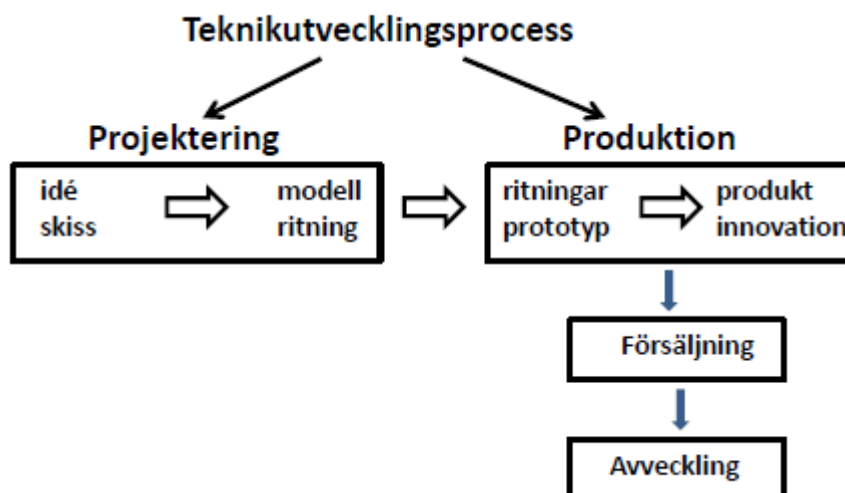 Teknikutvecklingsprocess
Projektering
Produktion
idé
skiss
modell
ritning
ritningar
prototyp
produkt
innovation
Försäljning
Avveckling